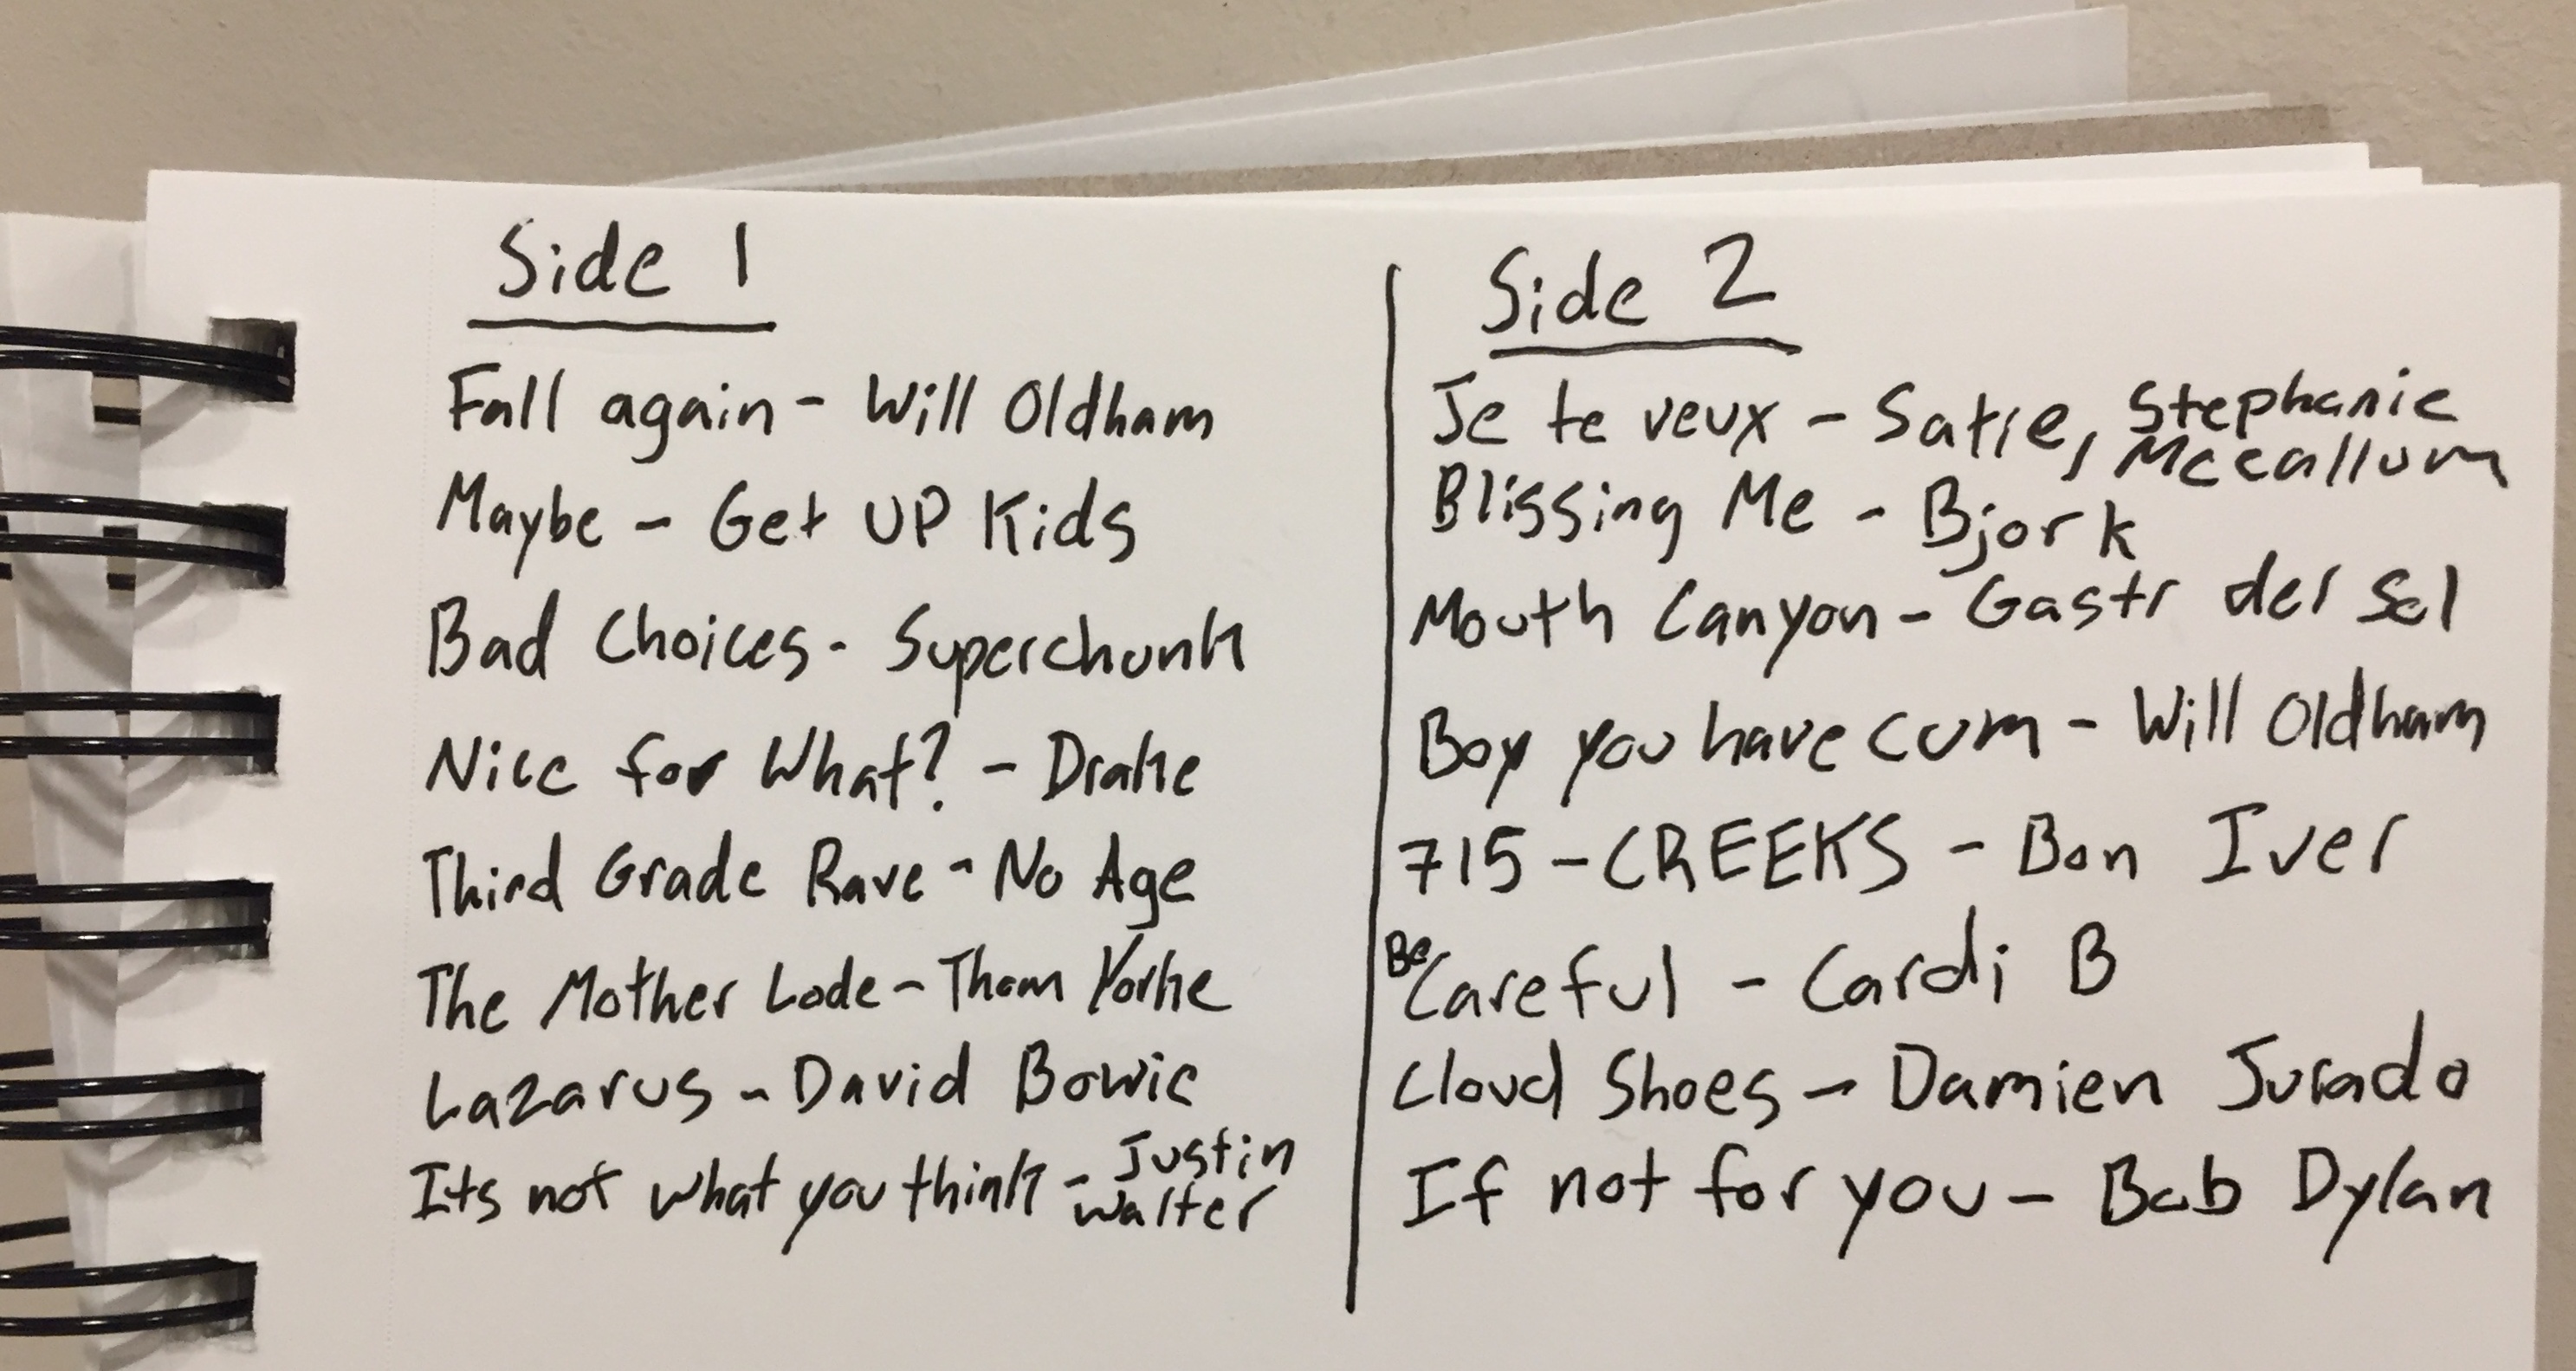 Side 1
Fall again - Will Oldham
Maybe - Get UP Kids
Bad Choices - Superchunk
Nice for What? - Drake
Third Grade Rave - No Age
The Mother Lode - Thom Yorke
Lazarus - David Bowie
Its not what you think - Justin
Walter
Side 2
Je te veux - Satie, Stephanie
Mccallum
Blissing Me - Bjork
Mouth Canyon - Gastr del Sol
Boy you have cum - Will Oldham
715 - CREEKS - Bon Iver
Be Careful - Cardi B
Cloud Shoes - Damien Jurado
If not for you - Bob Dylan